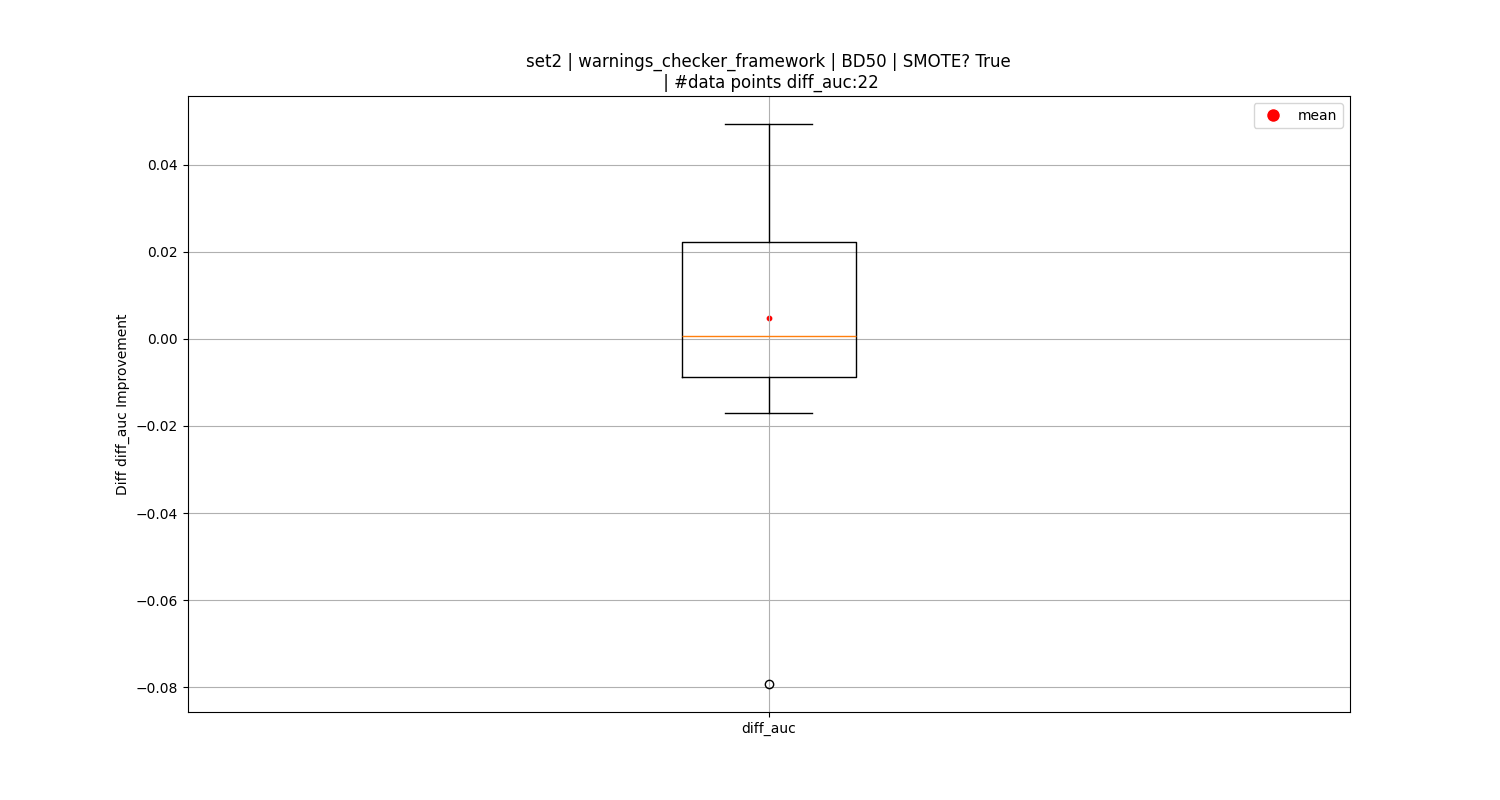 set2 | warnings_checker_framework | BD50 | SMOTE? True
| #data points diff_auc:22
mean
0.04
0.02
0.00
−0.02
−0.04
−0.06
−0.08
Diff diff_auc Improvement
diff_auc